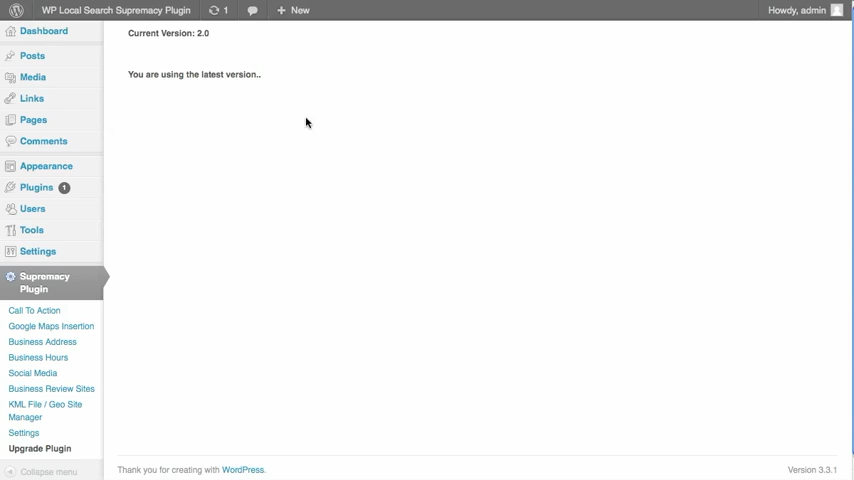 WP Local Search Supremacy Plugin 1 + New Howdy, admin
Dashboard
Current Version: 2.0
Posts
You are using the latest version..
Media
Links
Pages
Comments
Appearance
Plugins 1
Users
Tools
Settings
Supremacy
Plugin
Call To Action
Google Maps Insertion
Business Address
Business Hours
Social Media
Business Review Sites
KML File / Geo Site
Manager
Settings
Upgrade Plugin
Collapse menu
Thank you for creating with WordPress. Version 3.3.1